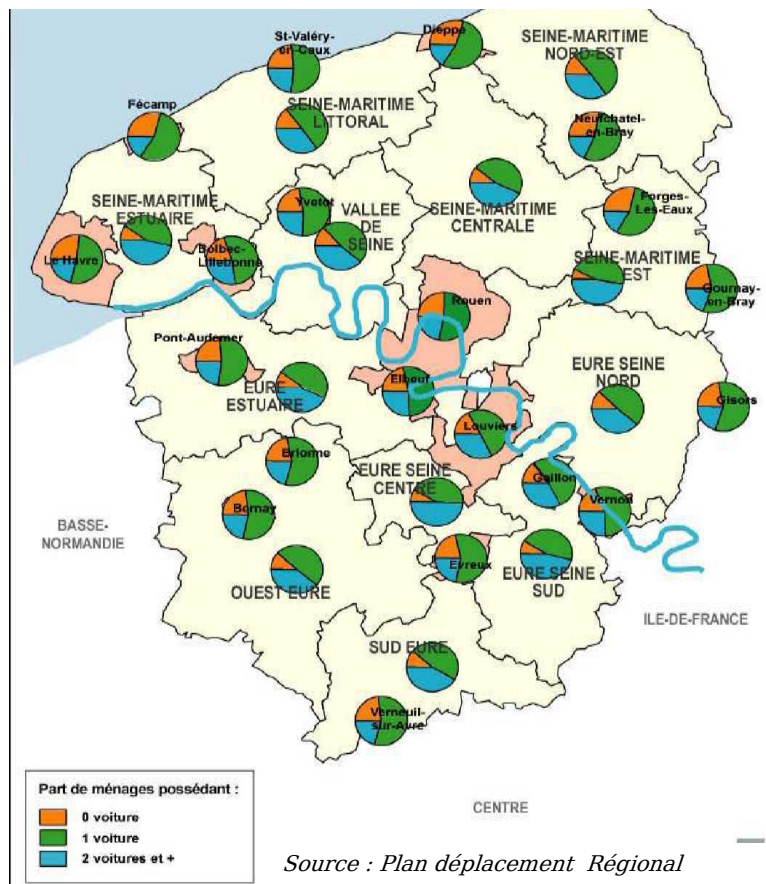 Dieppe
St-Valéry-
en-Caux
SEINE-MARITIME
NORD-EST
Fécamp
SEINE-MARITIME
LITTORAL
Neufchatel-
en-Bray
SEINE-MARITIME
ESTUAIRE
Yvetot
VALLEE
DE
SEINE
SEINE-MARITIME
CENTRALE
Forges-
Les-Eaux
Le Havre
Bolbec-
Lillebonne
SEINE-MARITIME
EST
Gournay-
en-Bray
Rouen
Pont-Audemer
EURE
ESTUAIRE
Elbeuf
EURE SEINE
NORD
Gisors
Louviers
Brionne
EURE SEINE
CENTRE
Gaillon
Vernon
Bernay
BASSE-
NORMANDIE
OUEST EURE
Evreux
EURE SEINE
SUD
ILE-DE-FRANCE
SUD EURE
Verneuil-
sur-Avre
Part de ménages possédant :
0 voiture
1 voiture
2 voitures et +
CENTRE
Source : Plan déplacement Régional